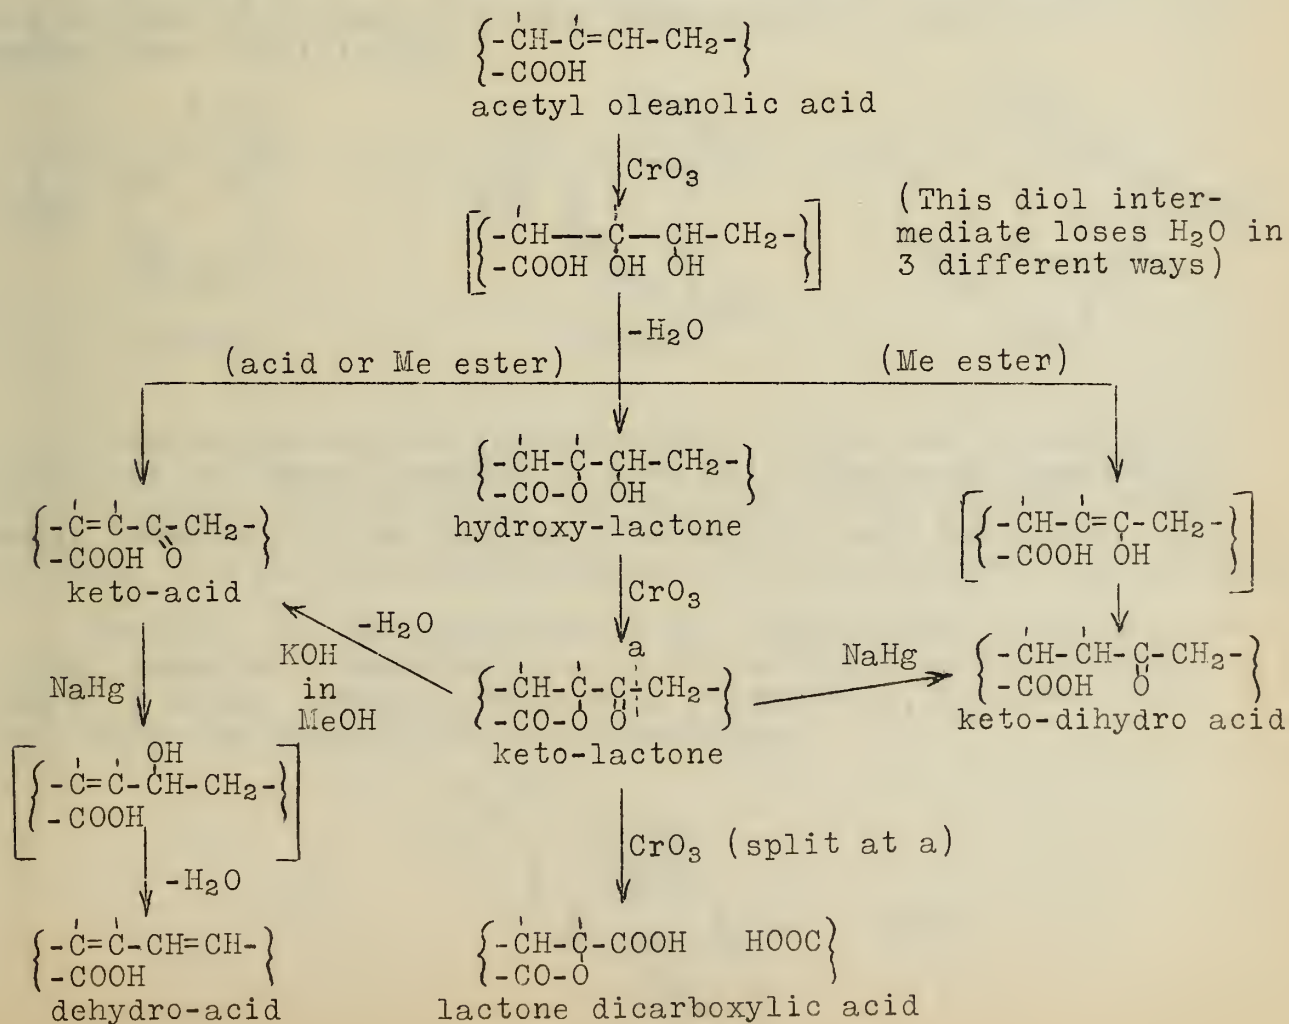 {-CH-C=CH-CH₂-}
{-COOH
acetyl oleanolic acid
CrO₃
[{-CH—-C—CH-CH₂-}]
{-COOH OH OH
(This diol inter-
mediate loses H₂O in
3 different ways)
-H₂O
(acid or Me ester)
(Me ester)
{-CH-C-CH-CH₂-}
{-CO-O OH
hydroxy-lactone
{-C=C-C-CH₂-}
{-COOH O
keto-acid
[{-CH-C=C-CH₂-}]
{-COOH OH
CrO₃
-H₂O
KOH
in
MeOH
NaHg
a
{-CH-C-C-CH₂-}
{-CO-O O
keto-lactone
NaHg
{-CH-CH-C-CH₂-}
{-COOH O
keto-dihydro acid
OH
[{-C=C-CH-CH₂-}]
{-COOH
-H₂O
CrO₃ (split at a)
{-C=C-CH=CH-}
{-COOH
dehydro-acid
{-CH-C-COOH HOOC}
{-CO-O
lactone dicarboxylic acid